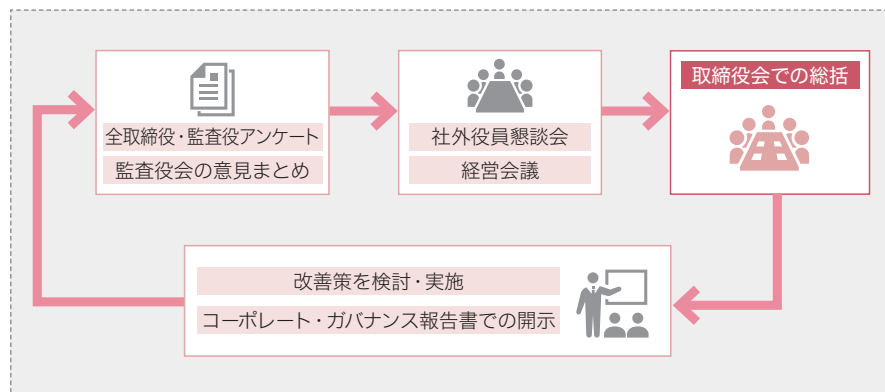 全取締役・監査役アンケート
監査役会の意見まとめ
社外役員懇談会
経営会議
取締役会での総括
改善策を検討・実施
コーポレート・ガバナンス報告書での開示